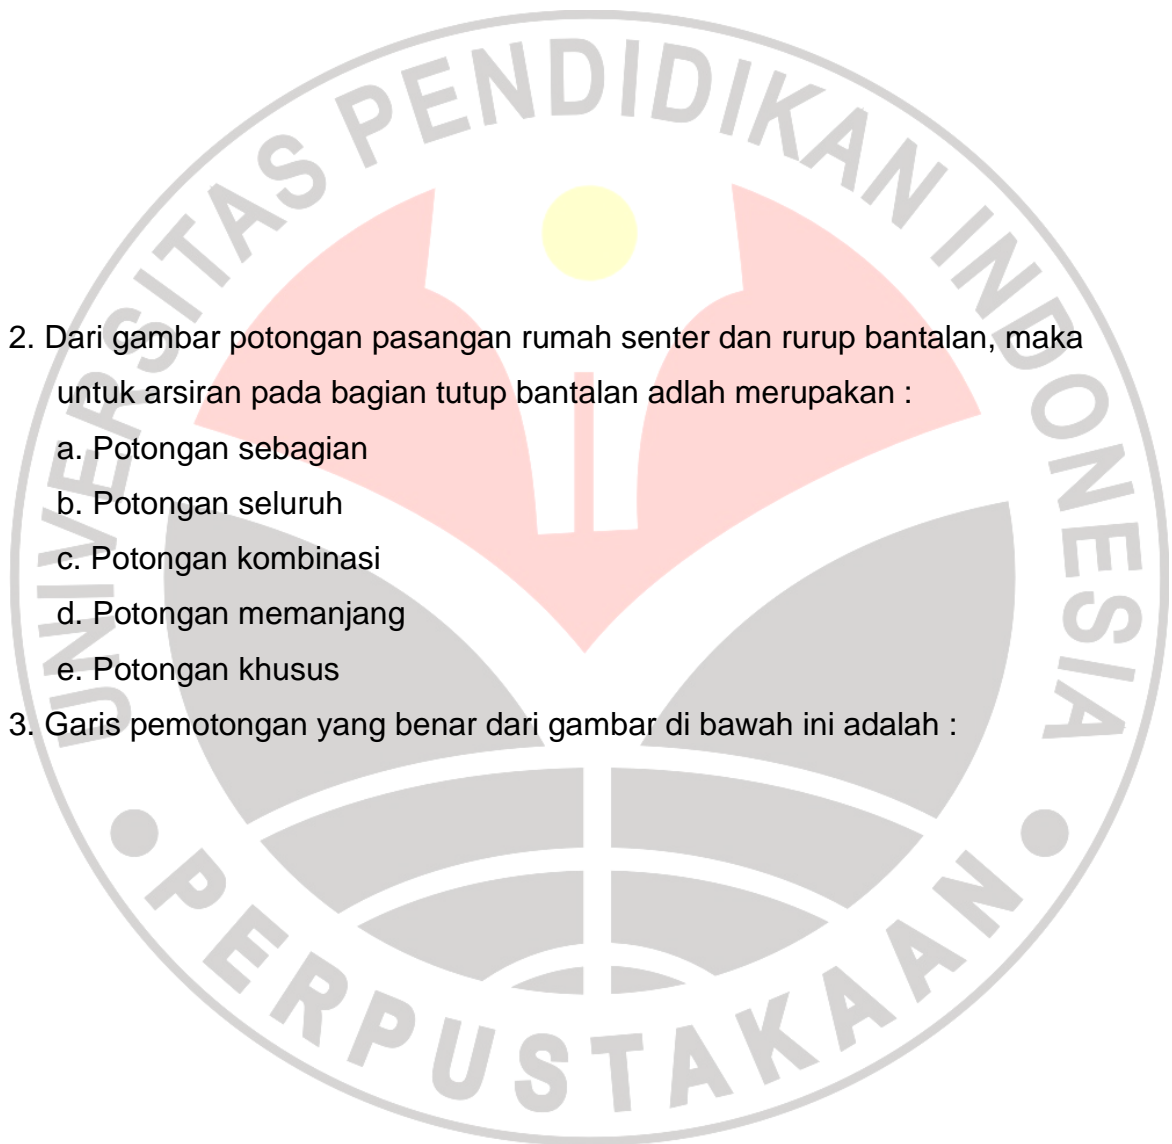 UNIVERSITAS PENDIDIKAN INDONESIA
2. Dari gambar potongan pasangan rumah senter dan rurup bantalan, maka
untuk arsiran pada bagian tutup bantalan adlah merupakan :
a. Potongan sebagian
b. Potongan seluruh
c. Potongan kombinasi
d. Potongan memanjang
e. Potongan khusus
3. Garis pemotongan yang benar dari gambar di bawah ini adalah :
PERPUSTAKAAN